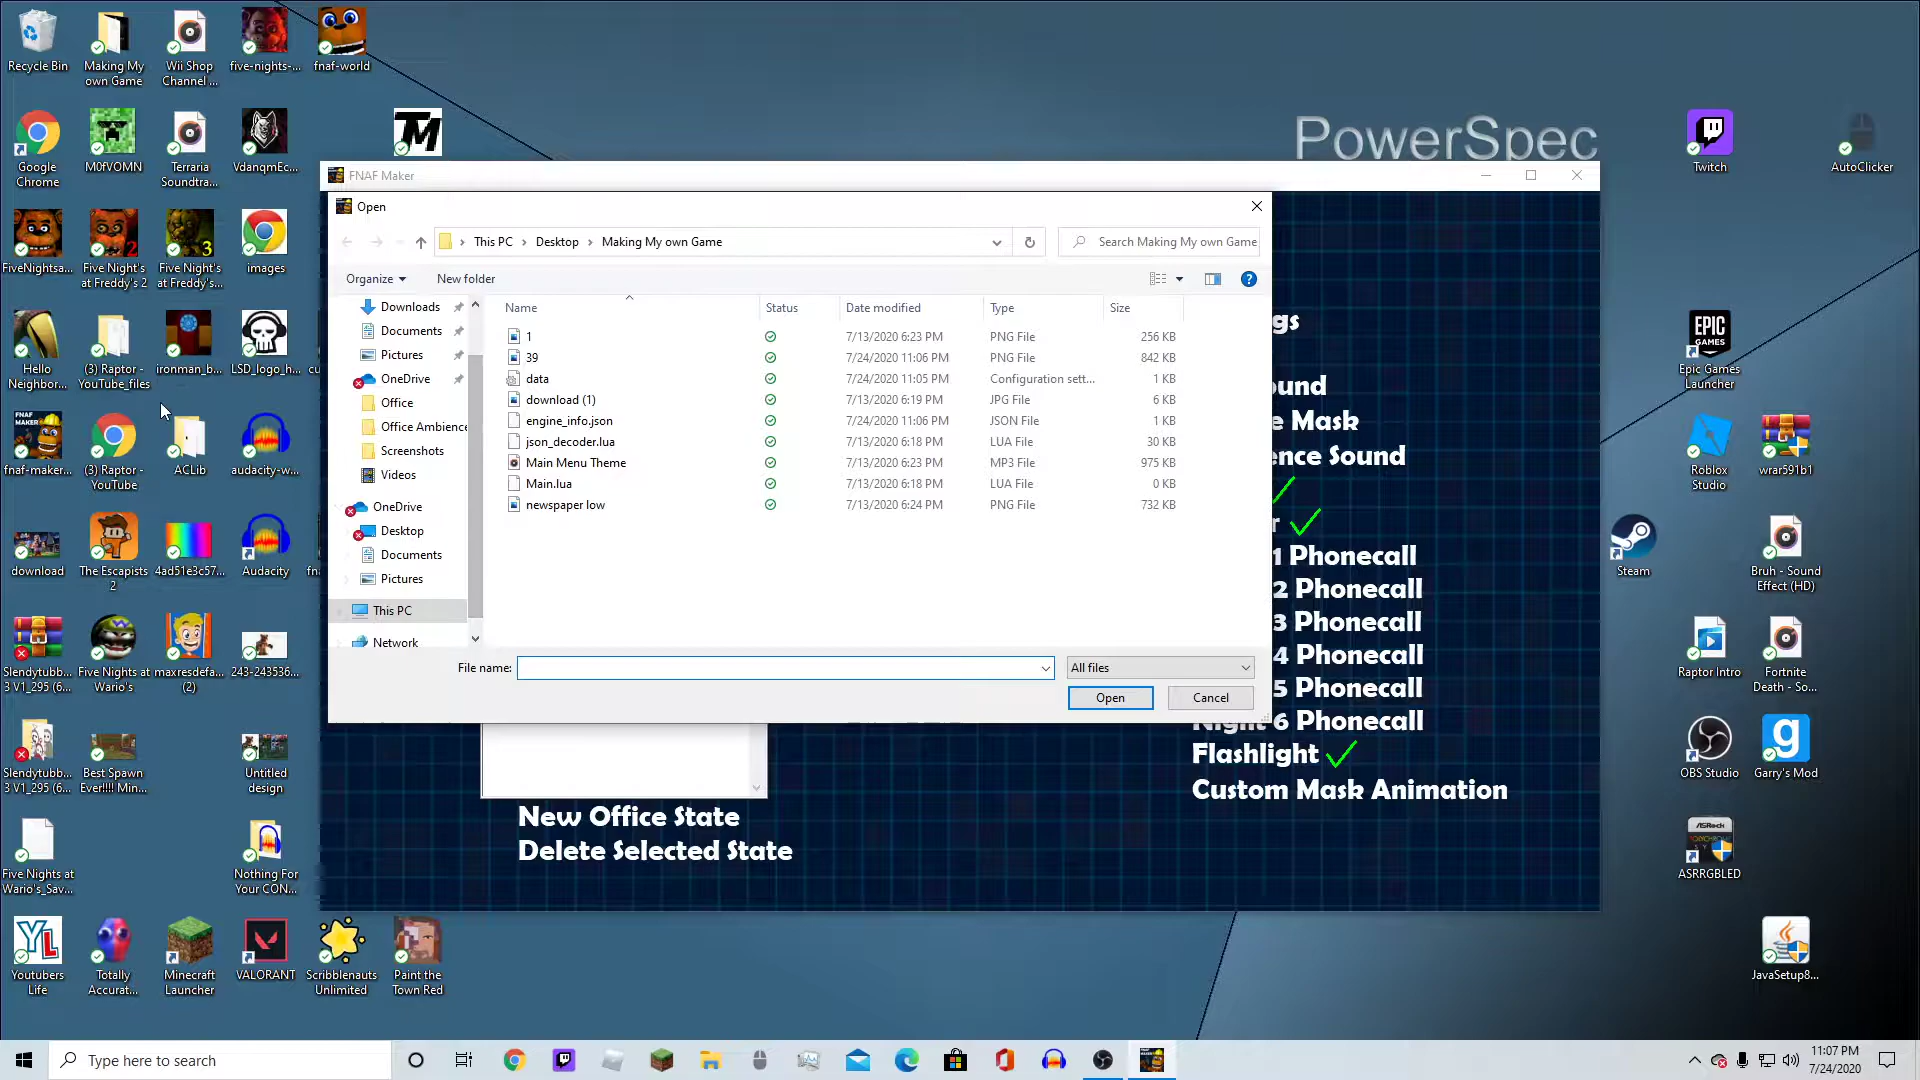 Recycle Bin
Making My
own Game
Wii Shop
Channel ...
five-nights-...
fnaf-world
Google
Chrome
M0fVOMN
Terraria
Soundtra...
VdanqmEc...
TM
PowerSpec
Twitch
AutoClicker
FiveNightsa...
Five Night's
at Freddy's 2
Five Night's
at Freddy's...
images
Hello
Neighbor...
(3) Raptor -
YouTube_files
ironman_b...
LSD_logo_h...
fnaf-maker...
(3) Raptor -
YouTube
ACLib
audacity-w...
download
The Escapists
2
4ad51e3c57...
Audacity
Slendytubb...
3 V1_295 (6...
Five Nights at
Wario's
maxresdefa...
(2)
243-243536...
Slendytubb...
3 V1_295 (6...
Best Spawn
Ever!!!! Min...
Untitled
design
Five Nights at
Wario's_Sav...
Nothing For
Your CON...
Youtubers
Life
Totally
Accurat...
Minecraft
Launcher
VALORANT
Scribblenauts
Unlimited
Paint the
Town Red
FNAF Maker
Open
This PC > Desktop > Making My own Game
Search Making My own Game
Organize
New folder
Name
Status
Date modified
Type
Size
Downloads
Documents
Pictures
OneDrive
Office
Office Ambience
Screenshots
Videos
OneDrive
Desktop
Documents
Pictures
This PC
Network
1 7/13/2020 6:23 PM PNG File 256 KB
39 7/24/2020 11:06 PM PNG File 842 KB
data 7/24/2020 11:05 PM Configuration sett... 1 KB
download (1) 7/13/2020 6:19 PM JPG File 6 KB
engine_info.json 7/24/2020 11:06 PM JSON File 1 KB
json_decoder.lua 7/13/2020 6:18 PM LUA File 30 KB
Main Menu Theme 7/13/2020 6:23 PM MP3 File 975 KB
Main.lua 7/13/2020 6:18 PM LUA File 0 KB
newspaper low 7/13/2020 6:24 PM PNG File 732 KB
File name:
All files
Open
Cancel
gs
ound
e Mask
ence Sound
r
1 Phonecall
2 Phonecall
3 Phonecall
4 Phonecall
5 Phonecall
Night 6 Phonecall
Flashlight
Custom Mask Animation
New Office State
Delete Selected State
Epic Games
Launcher
Roblox
Studio
wrar591b1
Steam
Bruh - Sound
Effect (HD)
Raptor Intro
Fortnite
Death - So...
OBS Studio
Garry's Mod
ASRRGBLED
JavaSetup8...
Type here to search
11:07 PM
7/24/2020